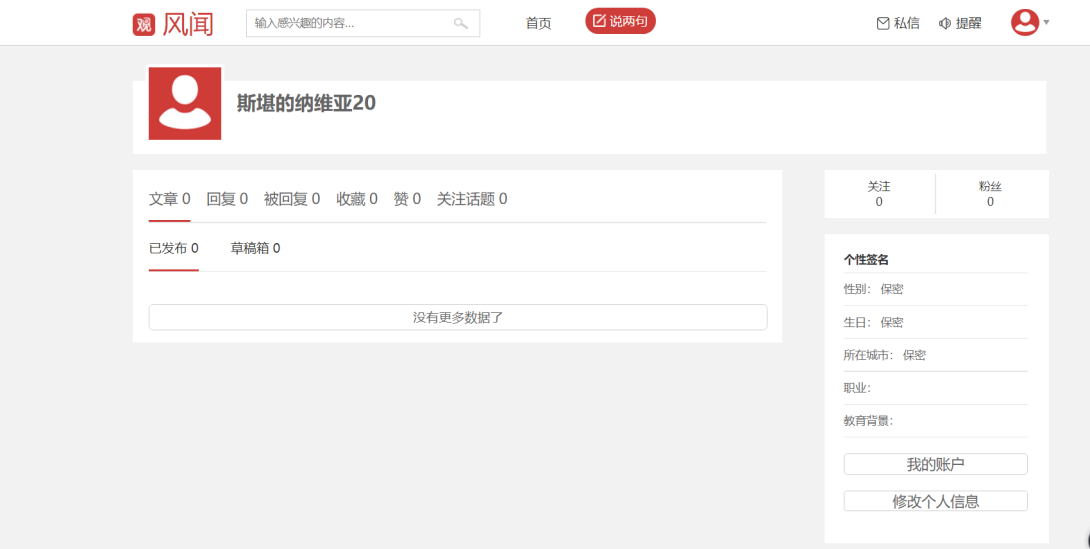 观 风闻 输入感兴趣的内容... 首页 说两句 私信 提醒
斯堪的纳维亚20
文章 0 回复 0 被回复 0 收藏 0 赞 0 关注话题 0
已发布 0 草稿箱 0
没有更多数据了
关注 粉丝
0 0
个性签名
性别： 保密
生日： 保密
所在城市： 保密
职业：
教育背景：
我的账户
修改个人信息